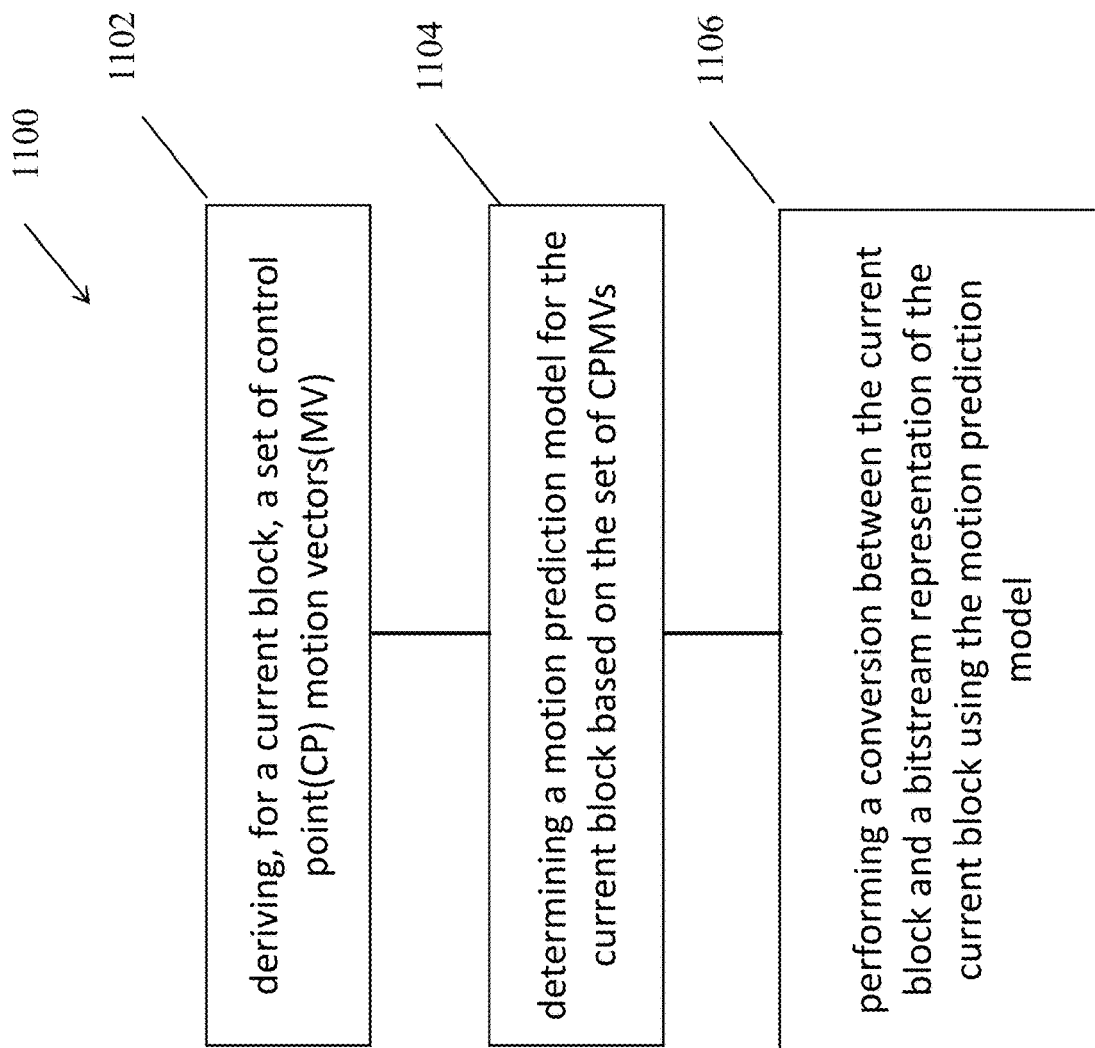 1100
1102
deriving, for a current block, a set of control
point(CP) motion vectors(MV)
1104
determining a motion prediction model for the
current block based on the set of CPMVs
1106
performing a conversion between the current
block and a bitstream representation of the
current block using the motion prediction
model